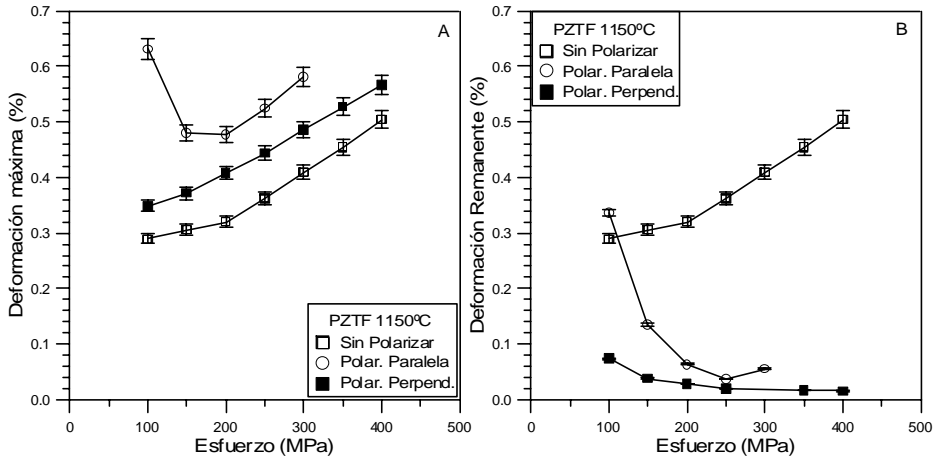 0.7
0.6
0.5
0.4
0.3
0.2
0.1
0.0
Deformación máxima (%)
A
PZTF 1150ºC
Sin Polarizar
Polar. Paralela
Polar. Perpend.
0 100 200 300 400 500
Esfuerzo (MPa)
0.7
0.6
0.5
0.4
0.3
0.2
0.1
0.0
Deformación Remanente (%)
PZTF 1150ºC
Sin Polarizar
Polar. Paralela
Polar. Perpend.
B
0 100 200 300 400 500
Esfuerzo (MPa)